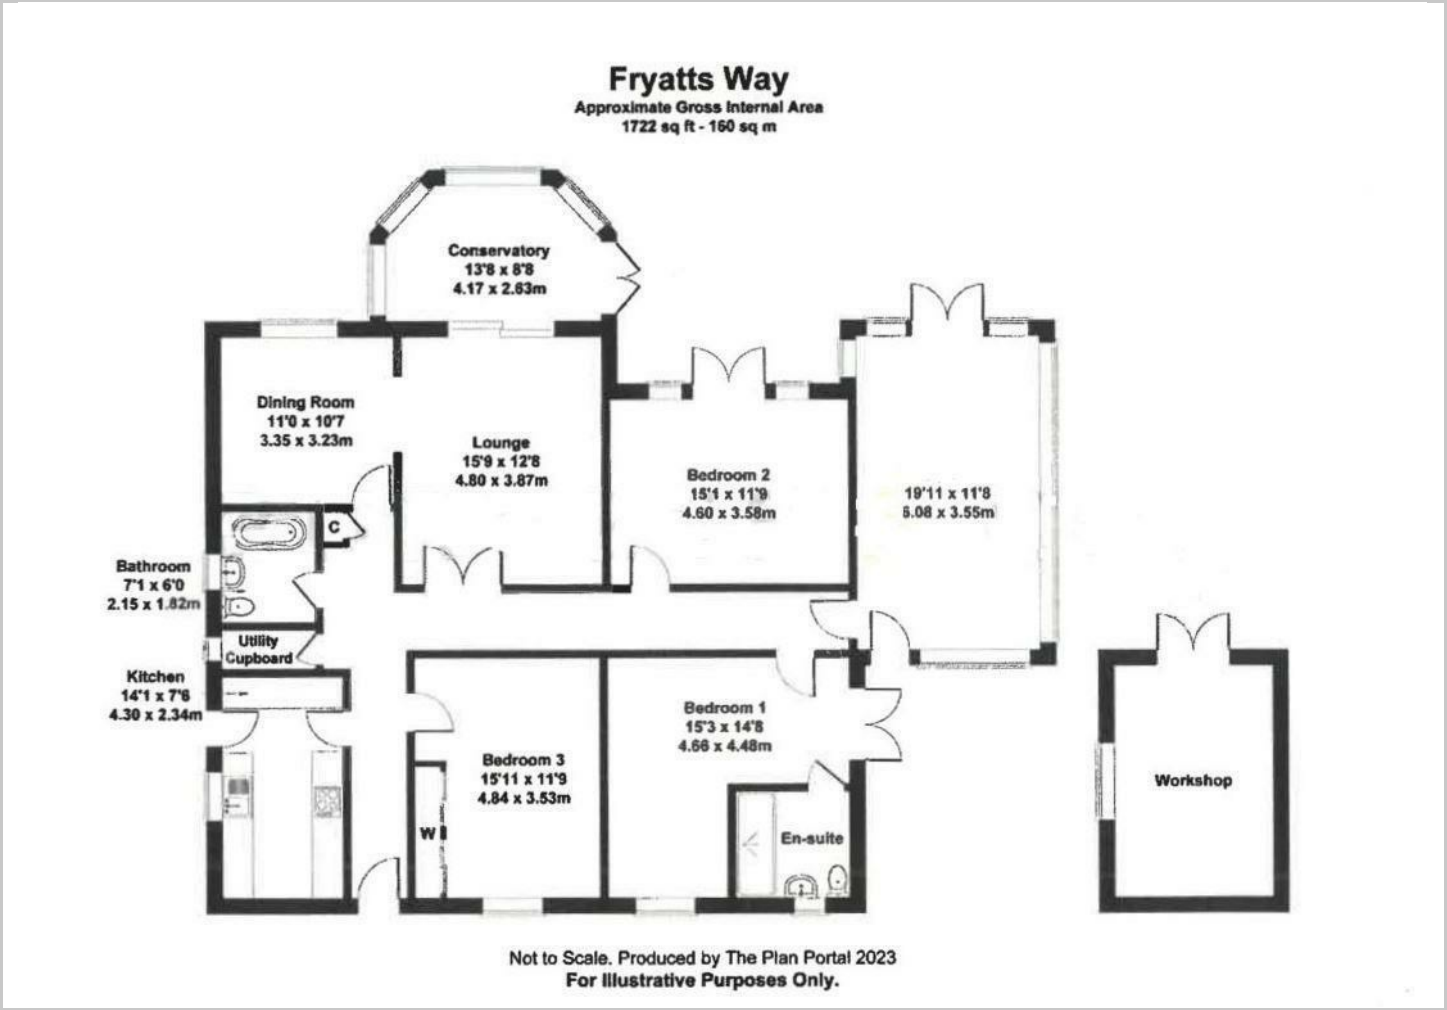 Fryatts Way
Approximate Gross Internal Area
1722 sq ft - 160 sq m
Conservatory
13'8 x 8'8
4.17 x 2.63m
Dining Room
11'0 x 10'7
3.35 x 3.23m
Lounge
15'9 x 12'8
4.80 x 3.87m
Bedroom 2
15'1 x 11'9
4.60 x 3.58m
19'11 x 11'8
6.08 x 3.55m
C
Bathroom
7'1 x 6'0
2.15 x 1.82m
Utility
Cupboard
Kitchen
14'1 x 7'6
4.30 x 2.34m
Bedroom 3
15'11 x 11'9
4.84 x 3.53m
W
Bedroom 1
15'3 x 14'8
4.66 x 4.48m
En-suite
Workshop
Not to Scale. Produced by The Plan Portal 2023
For Illustrative Purposes Only.